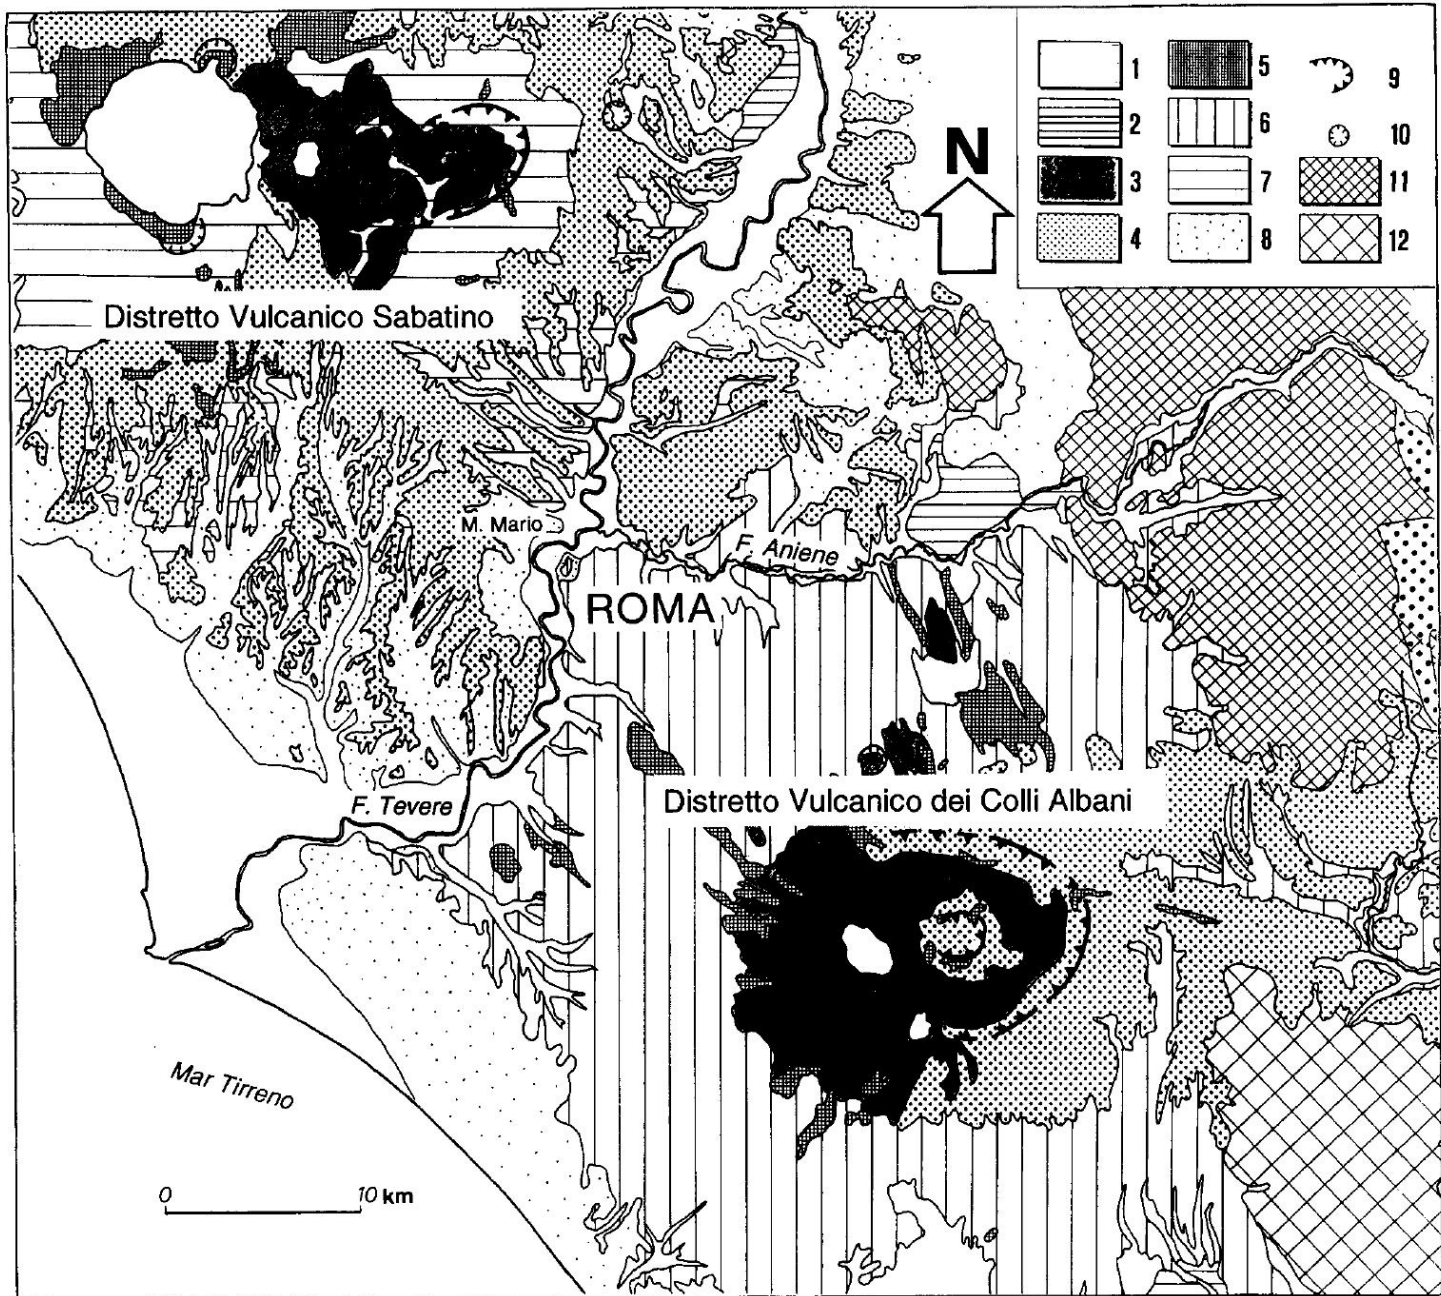 1 5 9
2 6 10
3 7 11
4 8 12
N
Distretto Vulcanico Sabatino
M. Mario
F. Aniene
ROMA
F. Tevere
Distretto Vulcanico dei Colli Albani
Mar Tirreno
0 10 km